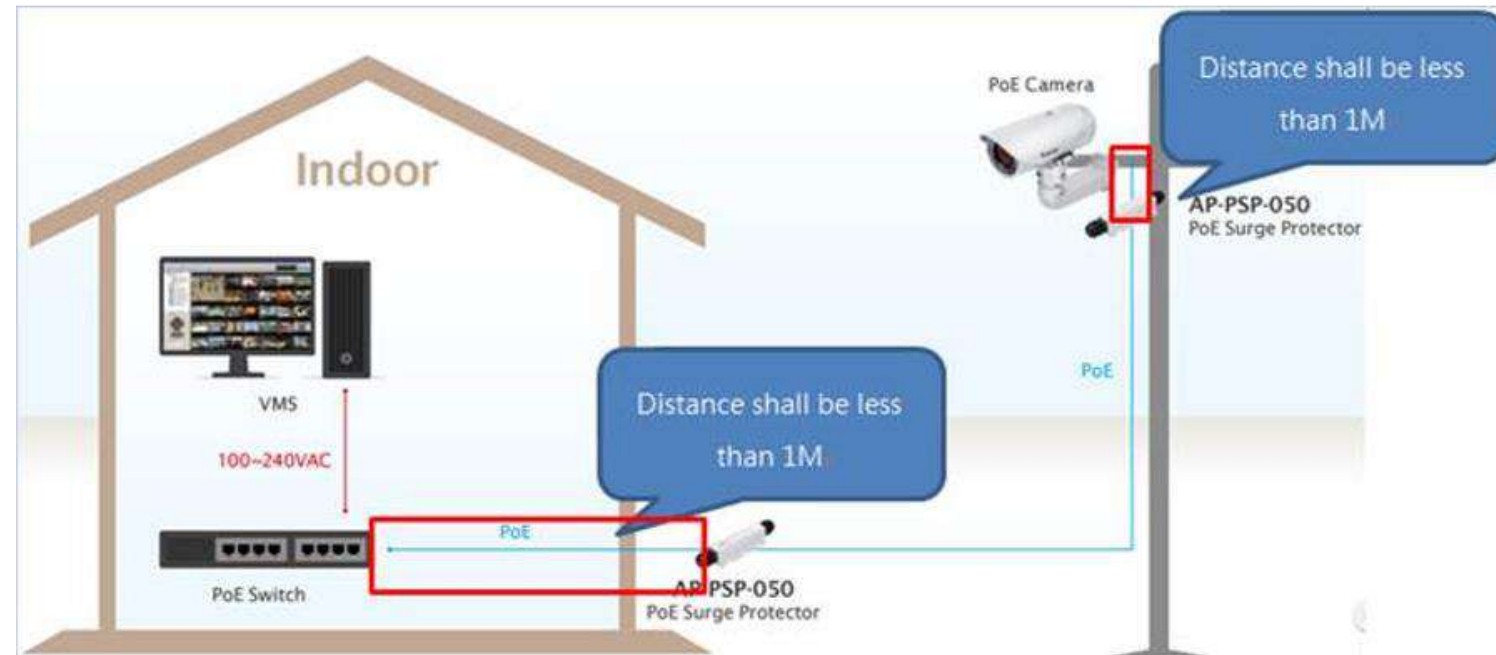 Distance shall be less
than 1M
PoE Camera
Indoor
AP-PSP-050
PoE Surge Protector
VMS
Distance shall be less
than 1M
PoE
100~240VAC
PoE
PoE Switch
AP-PSP-050
PoE Surge Protector